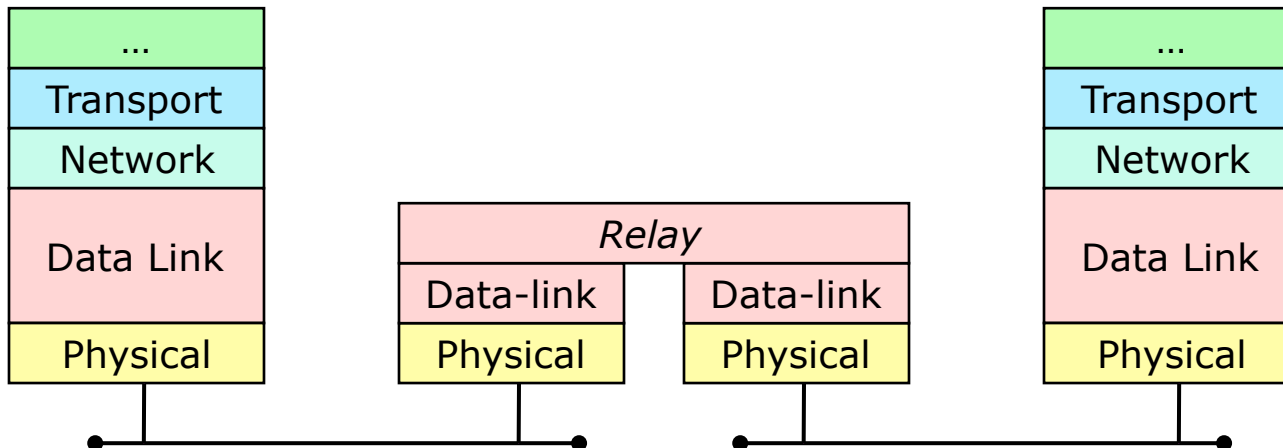 ...
Transport
Network
Data Link
Physical
Relay
Data-link Data-link
Physical Physical
...
Transport
Network
Data Link
Physical